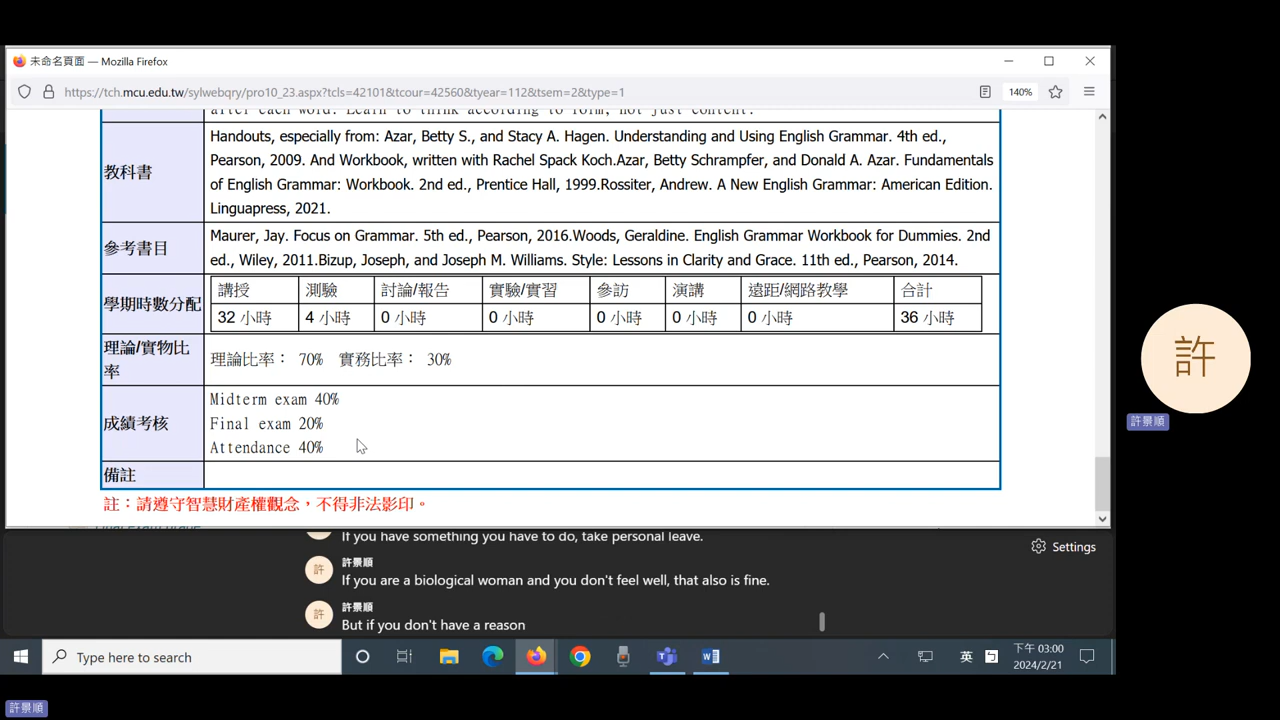 未命名頁面 — Mozilla Firefox
https://tch.mcu.edu.tw/sylwebqry/pro10_23.aspx?tcls=42101&tcour=42560&tyear=112&tsem=2&type=1
140%
after each word. Learn to think according to form, not just content.
教科書
Handouts, especially from: Azar, Betty S., and Stacy A. Hagen. Understanding and Using English Grammar. 4th ed.,
Pearson, 2009. And Workbook, written with Rachel Spack Koch.Azar, Betty Schrampfer, and Donald A. Azar. Fundamentals
of English Grammar: Workbook. 2nd ed., Prentice Hall, 1999.Rossiter, Andrew. A New English Grammar: American Edition.
Linguapress, 2021.
參考書目
Maurer, Jay. Focus on Grammar. 5th ed., Pearson, 2016.Woods, Geraldine. English Grammar Workbook for Dummies. 2nd
ed., Wiley, 2011.Bizup, Joseph, and Joseph M. Williams. Style: Lessons in Clarity and Grace. 11th ed., Pearson, 2014.
學期時數分配
講授 測驗 討論/報告 實驗/實習 參訪 演講 遠距/網路教學 合計
32 小時 4 小時 0 小時 0 小時 0 小時 0 小時 0 小時 36 小時
理論/實物比
率
理論比率： 70% 實務比率： 30%
成績考核
Midterm exam 40%
Final exam 20%
Attendance 40%
備註
註：請遵守智慧財產權觀念，不得非法影印。
If you have something you have to do, take personal leave.
Settings
許 許景順
If you are a biological woman and you don't feel well, that also is fine.
許 許景順
But if you don't have a reason
許
許景順
Type here to search
英
下午 03:00
2024/2/21
許景順